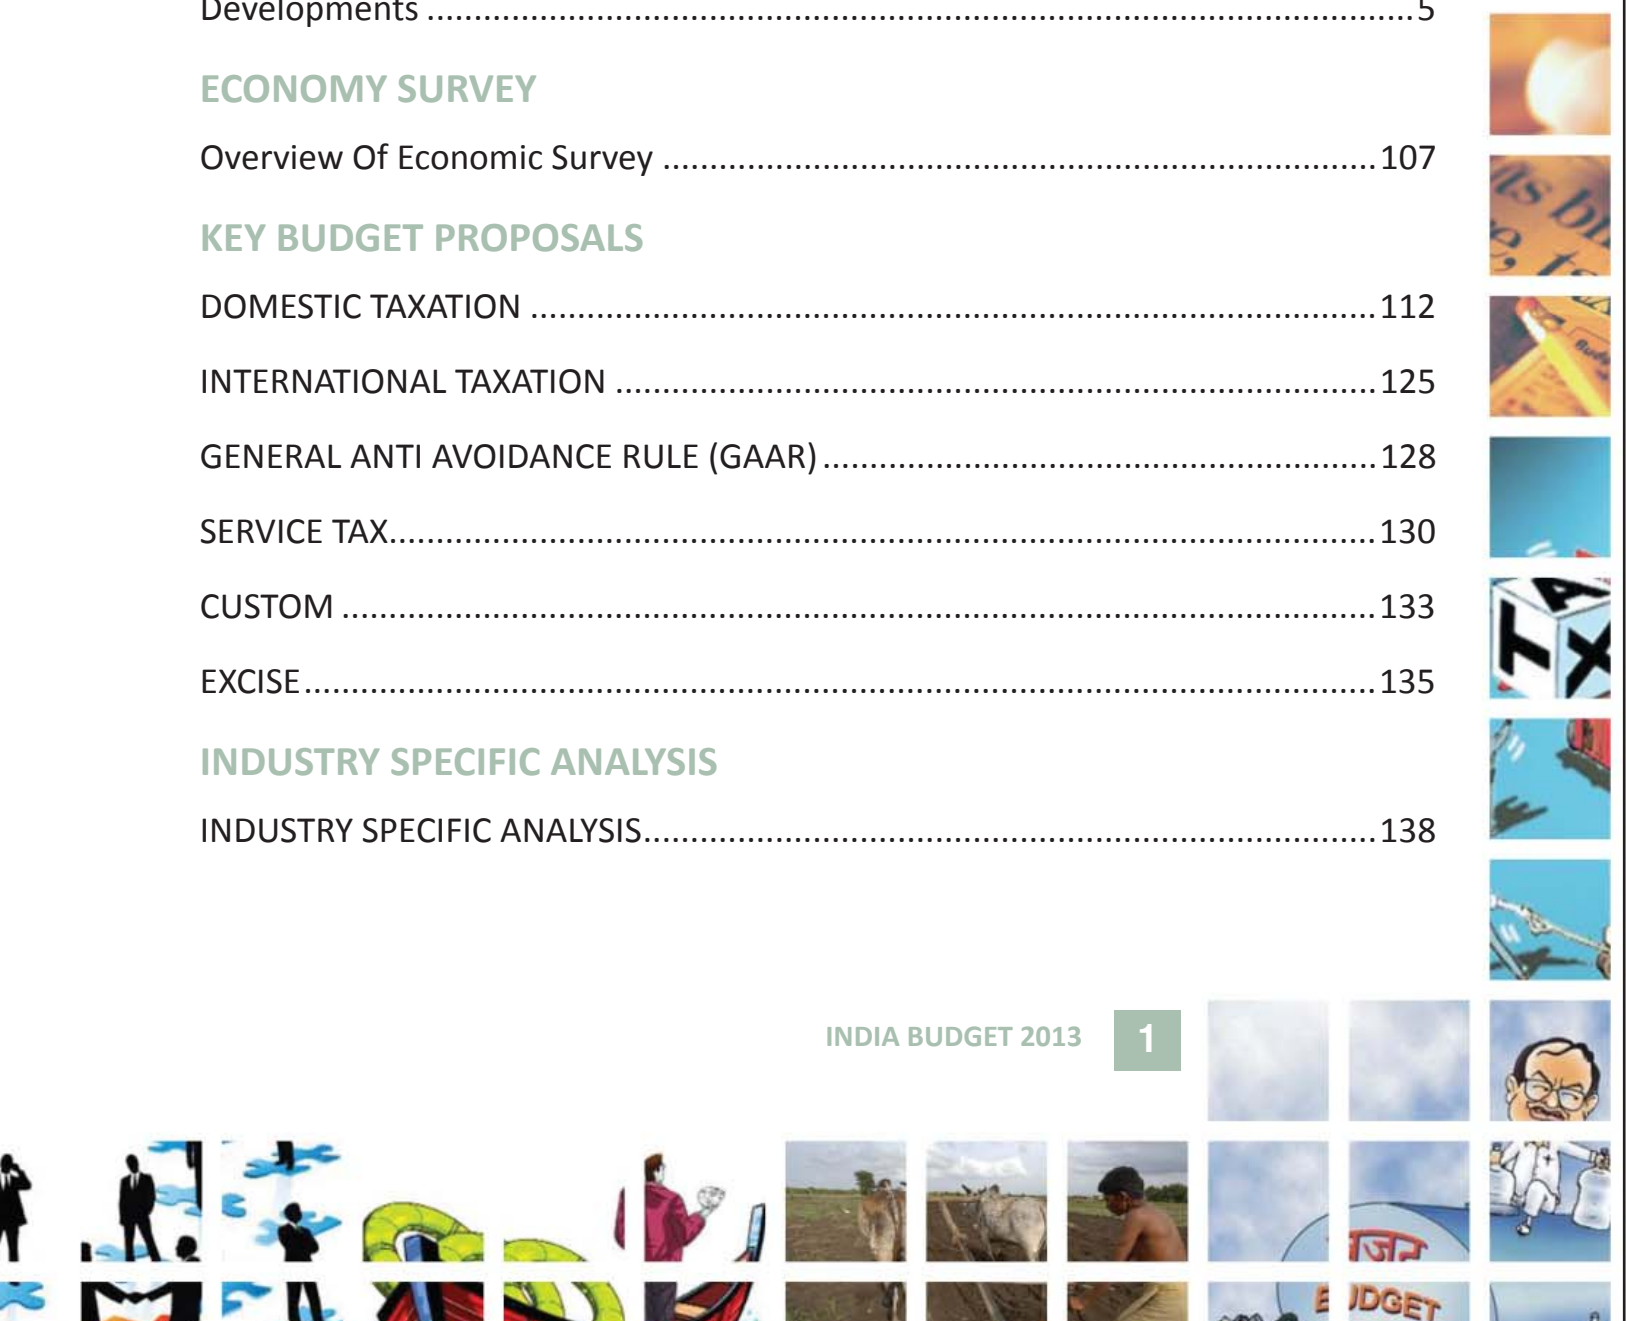 Developments ..........................................................................................................5
ECONOMY SURVEY
Overview Of Economic Survey .............................................................................107
KEY BUDGET PROPOSALS
DOMESTIC TAXATION ...........................................................................................112
INTERNATIONAL TAXATION ..................................................................................125
GENERAL ANTI AVOIDANCE RULE (GAAR)............................................................128
SERVICE TAX..........................................................................................................130
CUSTOM ...............................................................................................................133
EXCISE...................................................................................................................135
INDUSTRY SPECIFIC ANALYSIS
INDUSTRY SPECIFIC ANALYSIS...............................................................................138
INDIA BUDGET 2013 1
TAX
BUDGET